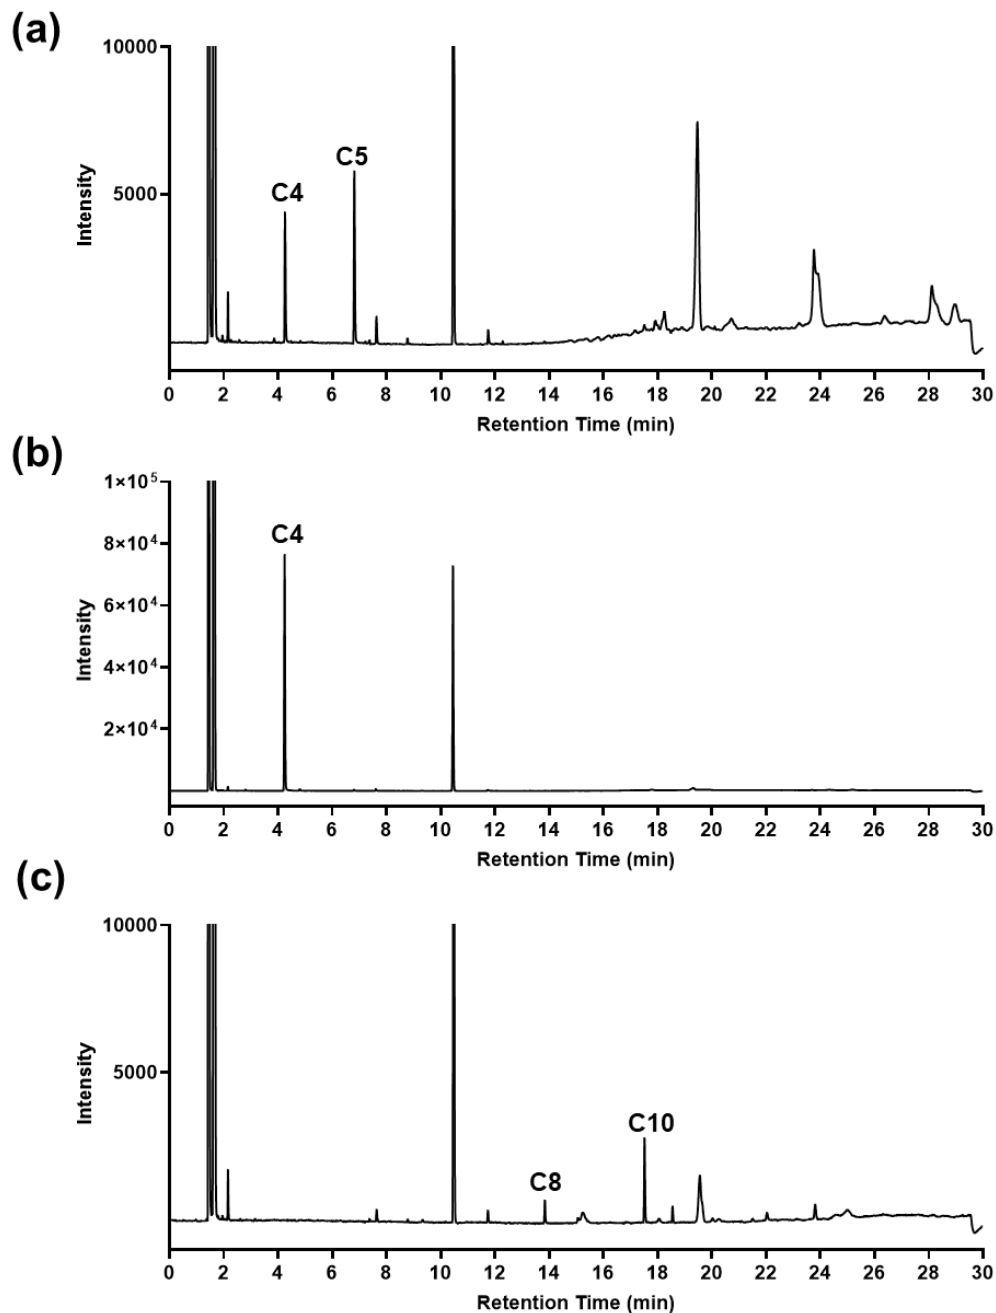 (a)
10000
5000
Intensity
C4
C5
0 2 4 6 8 10 12 14 16 18 20 22 24 26 28 30
Retention Time (min)
(b)
1×10⁵
8×10⁴
6×10⁴
4×10⁴
2×10⁴
Intensity
C4
0 2 4 6 8 10 12 14 16 18 20 22 24 26 28 30
Retention Time (min)
(c)
10000
5000
Intensity
C8
C10
0 2 4 6 8 10 12 14 16 18 20 22 24 26 28 30
Retention Time (min)